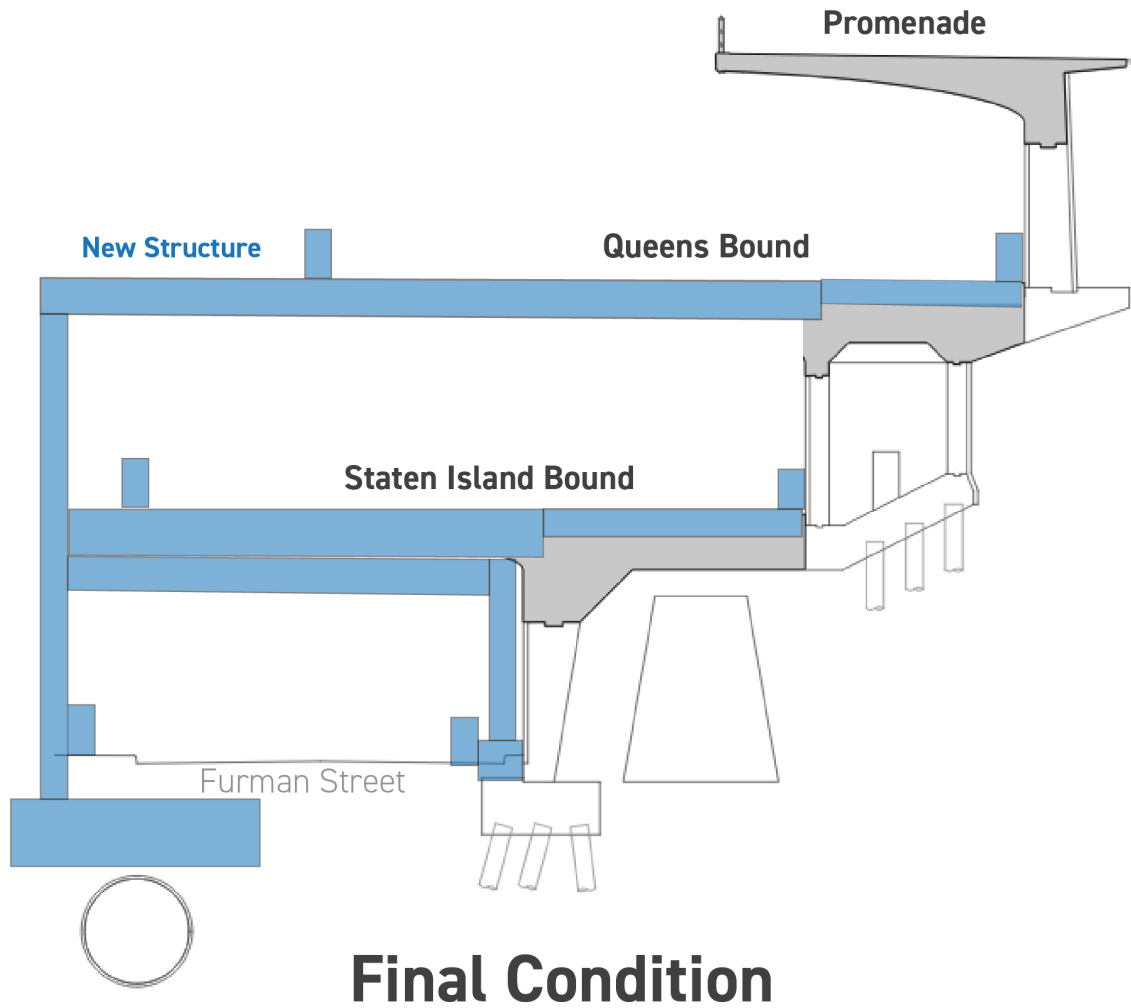 Promenade
New Structure
Queens Bound
Staten Island Bound
Furman Street
Final Condition